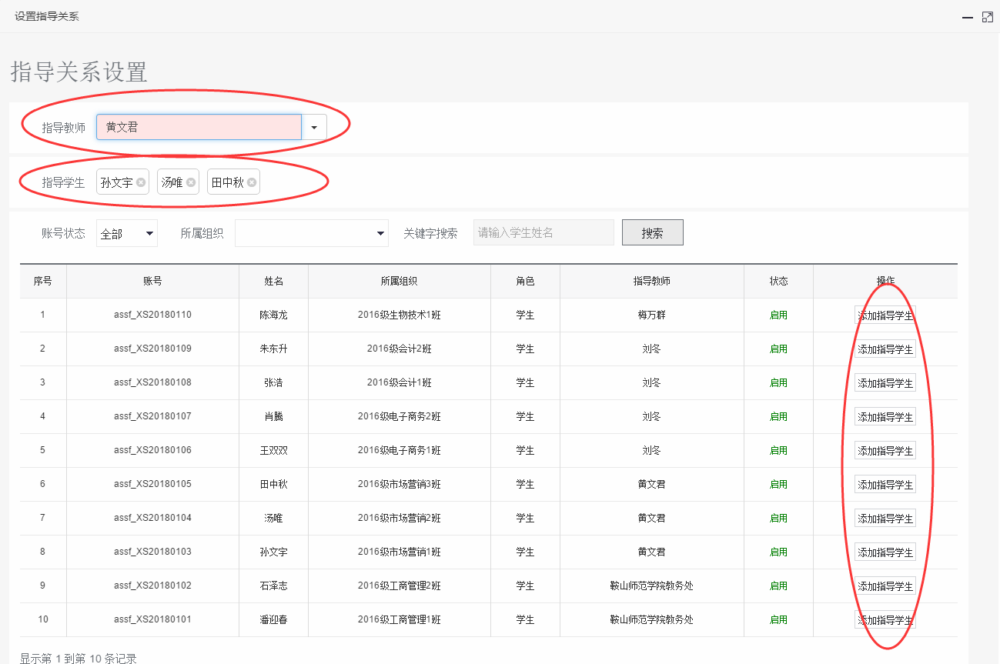 设置指导关系
指导关系设置
指导教师 黄文君
指导学生 孙文宇 汤唯 田中秋
账号状态 全部 所属组织 关键字搜索 请输入学生姓名 搜索
序号 账号 姓名 所属组织 角色 指导教师 状态 操作
1 assf_XS20180110 陈海龙 2016级生物技术1班 学生 梅万群 启用 添加指导学生
2 assf_XS20180109 朱东升 2016级会计2班 学生 刘冬 启用 添加指导学生
3 assf_XS20180108 张浩 2016级会计1班 学生 刘冬 启用 添加指导学生
4 assf_XS20180107 肖腾 2016级电子商务2班 学生 刘冬 启用 添加指导学生
5 assf_XS20180106 王双双 2016级电子商务1班 学生 刘冬 启用 添加指导学生
6 assf_XS20180105 田中秋 2016级市场营销3班 学生 黄文君 启用 添加指导学生
7 assf_XS20180104 汤唯 2016级市场营销2班 学生 黄文君 启用 添加指导学生
8 assf_XS20180103 孙文宇 2016级市场营销1班 学生 黄文君 启用 添加指导学生
9 assf_XS20180102 石泽志 2016级工商管理2班 学生 鞍山师范学院教务处 启用 添加指导学生
10 assf_XS20180101 潘迎春 2016级工商管理1班 学生 鞍山师范学院教务处 启用 添加指导学生
显示第 1 到第 10 条记录